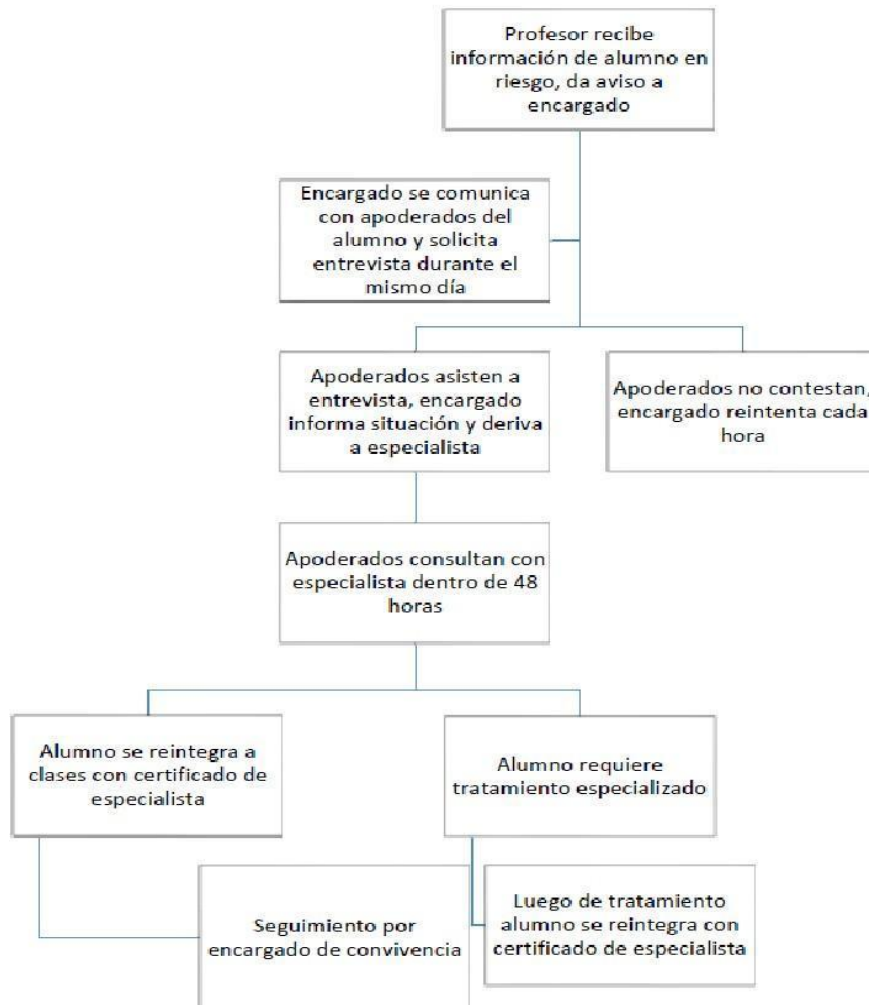 Profesor recibe
información de alumno en
riesgo, da aviso a
encargado
Encargado se comunica
con apoderados del
alumno y solicita
entrevista durante el
mismo día
Apoderados asisten a
entrevista, encargado
informa situación y deriva
a especialista
Apoderados no contestan,
encargado reintenta cada
hora
Apoderados consultan con
especialista dentro de 48
horas
Alumno se reintegra a
clases con certificado de
especialista
Alumno requiere
tratamiento especializado
Seguimiento por
encargado de convivencia
Luego de tratamiento
alumno se reintegra con
certificado de especialista